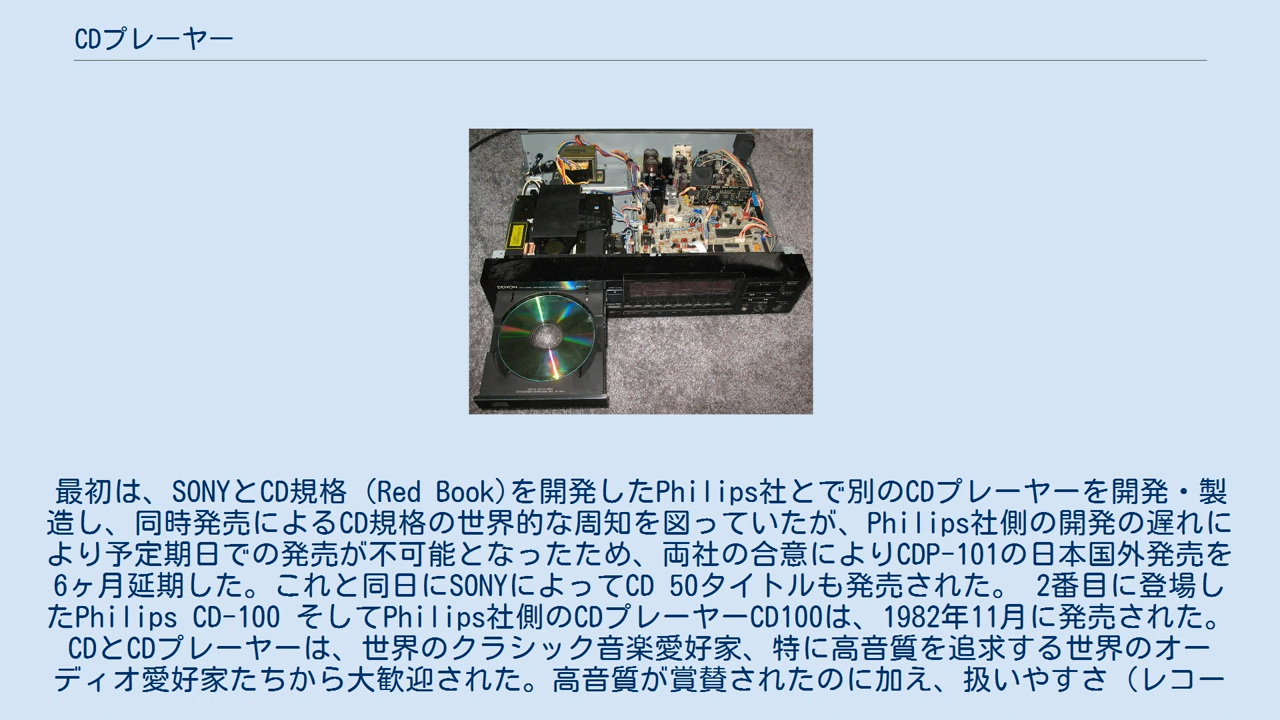 CDプレーヤー
DENON
最初は、SONYとCD規格（Red Book)を開発したPhilips社とで別のCDプレーヤーを開発・製
造し、同時発売によるCD規格の世界的な周知を図っていたが、Philips社側の開発の遅れに
より予定期日での発売が不可能となったため、両社の合意によりCDP-101の日本国外発売を
6ヶ月延期した。これと同日にSONYによってCD 50タイトルも発売された。 2番目に登場し
たPhilips CD-100 そしてPhilips社側のCDプレーヤーCD100は、1982年11月に発売された。
CDとCDプレーヤーは、世界のクラシック音楽愛好家、特に高音質を追求する世界のオー
ディオ愛好家たちから大歓迎された。高音質が賞賛されたのに加え、扱いやすさ（レコー